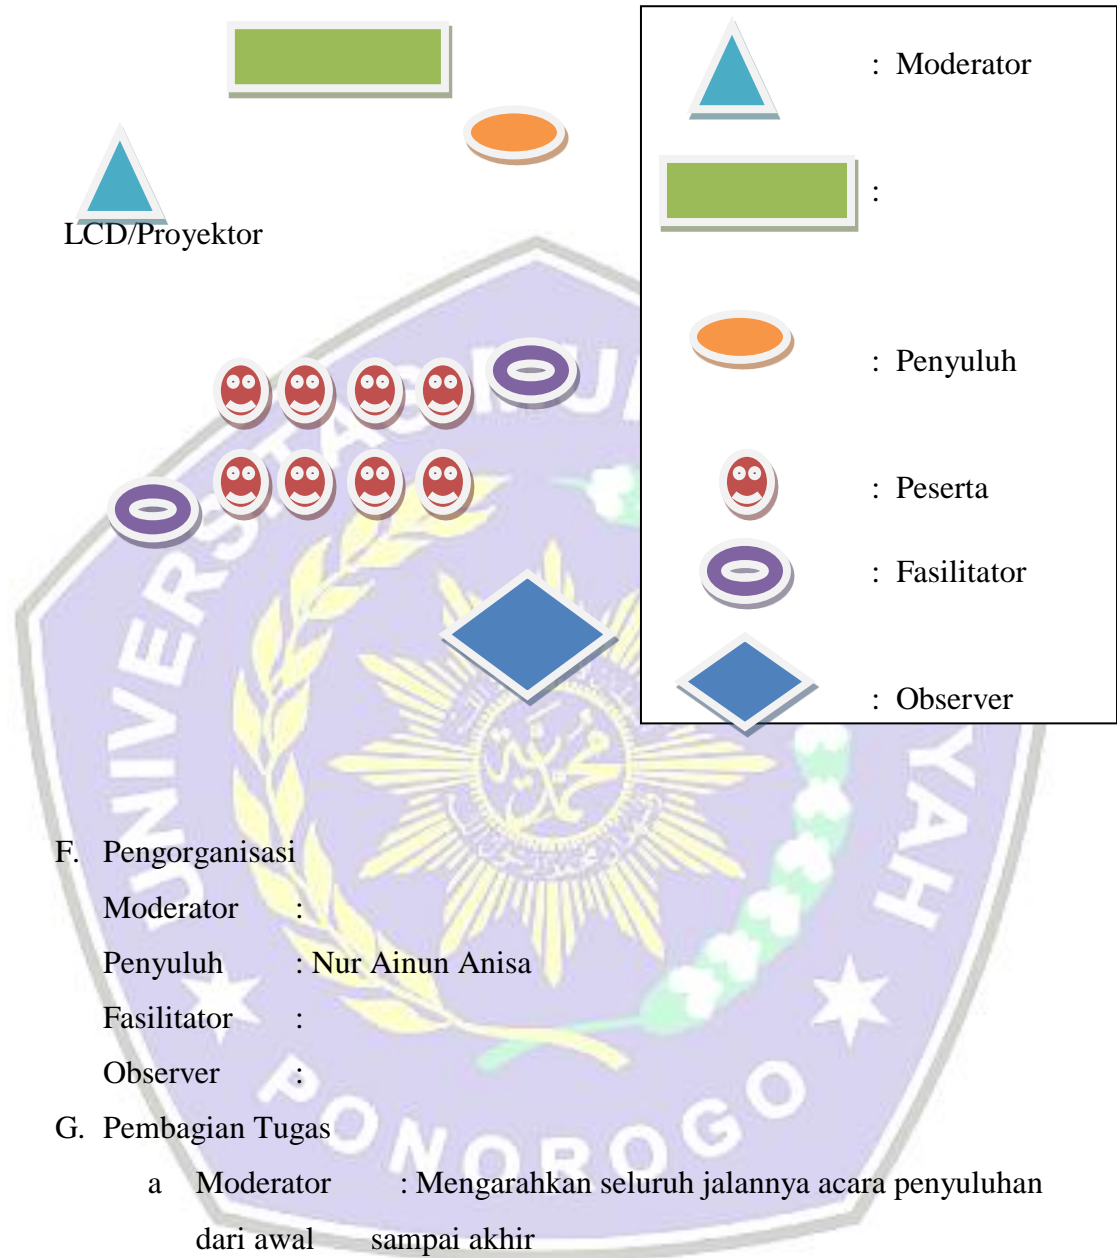 : Moderator
:
LCD/Proyektor
: Penyuluh
: Peserta
: Fasilitator
: Observer
F. Pengorganisasi
Moderator :
Penyuluh : Nur Ainun Anisa
Fasilitator :
Observer :
G. Pembagian Tugas
a Moderator : Mengarahkan seluruh jalannya acara penyuluhan
dari awal sampai akhir
PONOROGO